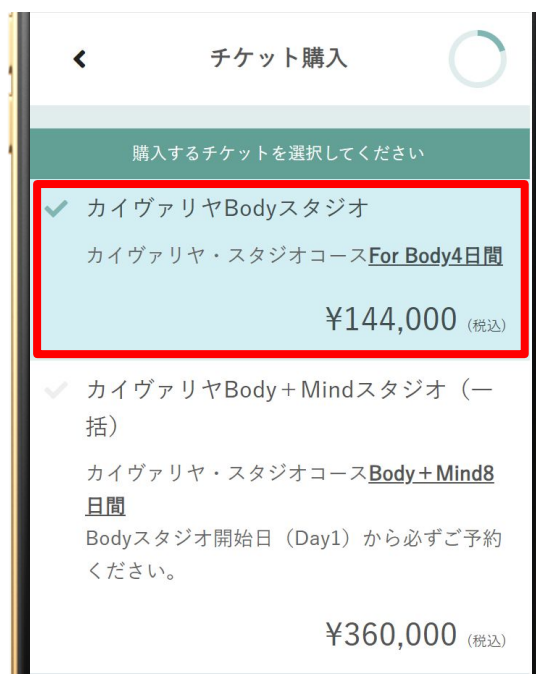 チケット購入
購入するチケットを選択してください
カイヴァリヤBodyスタジオ
カイヴァリヤ・スタジオコースFor Body4日間
¥144,000 (税込)
カイヴァリヤBody+Mindスタジオ（一
括）
カイヴァリヤ・スタジオコースBody+Mind8
日間
Bodyスタジオ開始日（Day1）から必ずご予約
ください。
¥360,000 (税込)